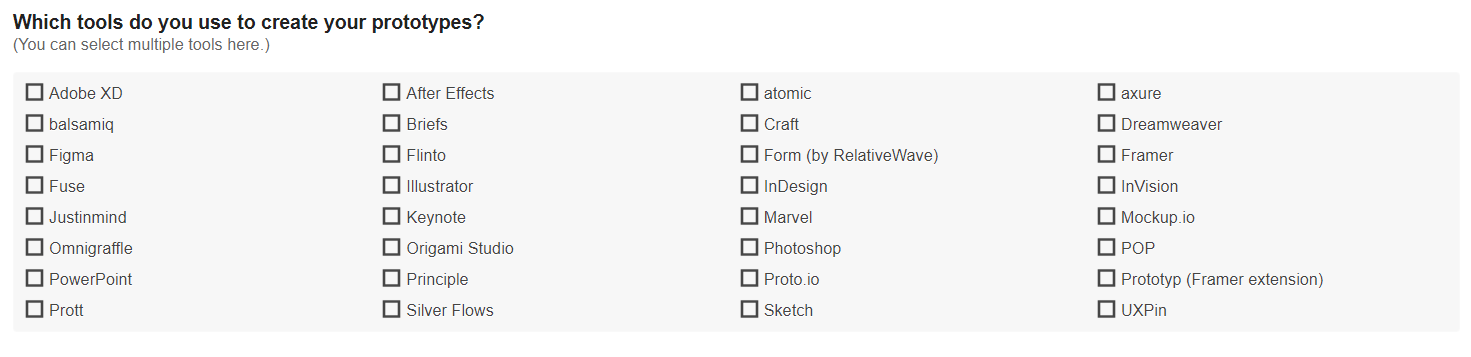 Which tools do you use to create your prototypes?
(You can select multiple tools here.)
Adobe XD After Effects atomic axure
balsamiq Briefs Craft Dreamweaver
Figma Flinto Form (by RelativeWave) Framer
Fuse Illustrator InDesign InVision
Justinmind Keynote Marvel Mockup.io
Omnigraffle Origami Studio Photoshop POP
PowerPoint Principle Proto.io Prototyp (Framer extension)
Prott Silver Flows Sketch UXPin